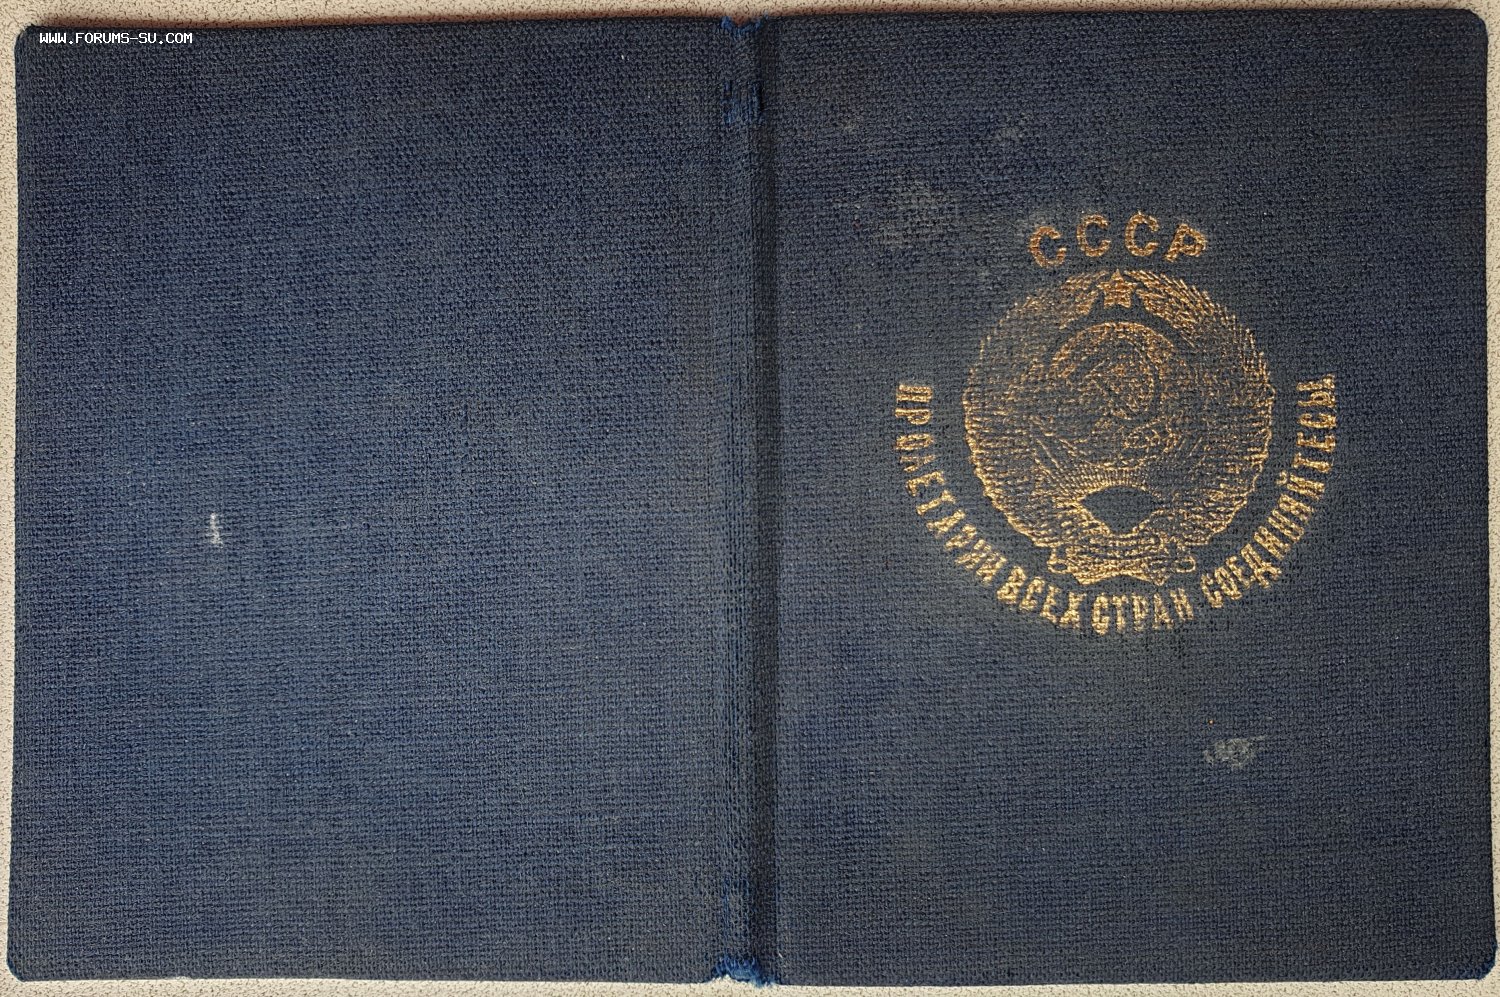 WWW.FORUMS-SU.COM
СССР
ПРОЛЕТАРИИ ВСЕХ СТРАН СОЕДИНЯЙТЕСЬ